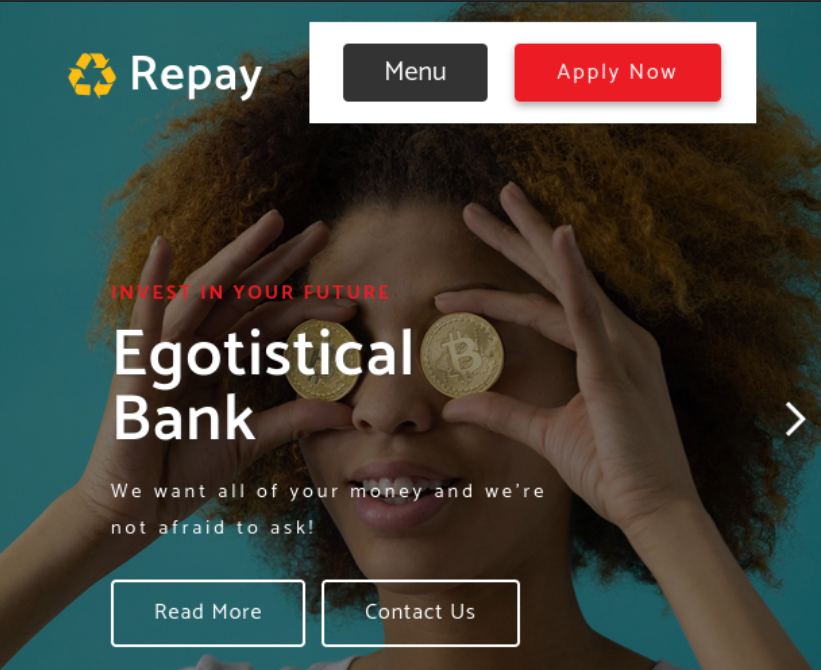 Repay
Menu
Apply Now
INVEST IN YOUR FUTURE
Egotistical
Bank
We want all of your money and we're
not afraid to ask!
Read More
Contact Us